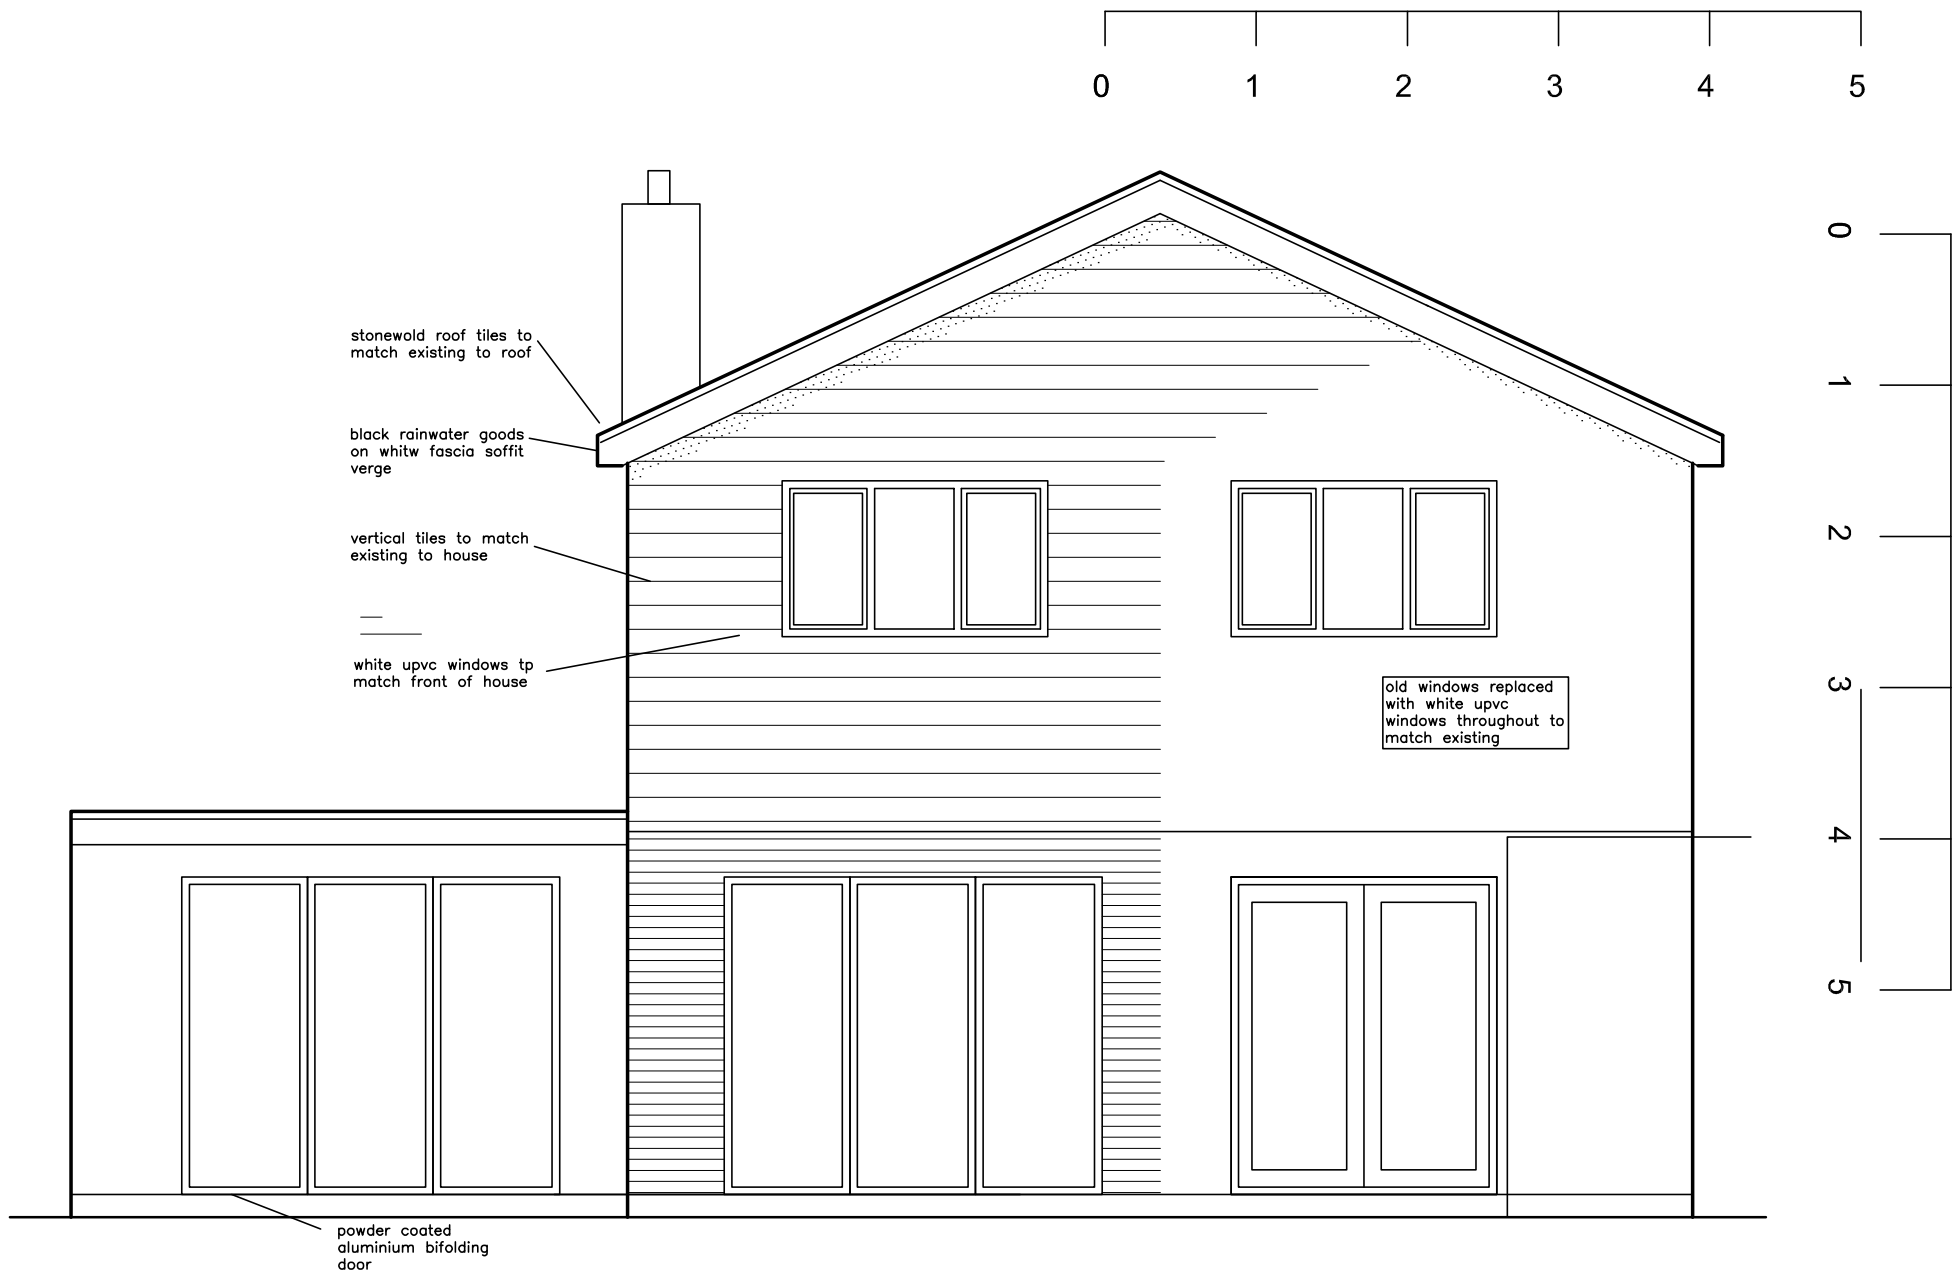 0 1 2 3 4 5
0
1
2
3
4
5
stonewold roof tiles to
match existing to roof
black rainwater goods
on whitw fascia soffit
verge
vertical tiles to match
existing to house
white upvc windows tp
match front of house
old windows replaced
with white upvc
windows throughout to
match existing
powder coated
aluminium bifolding
door